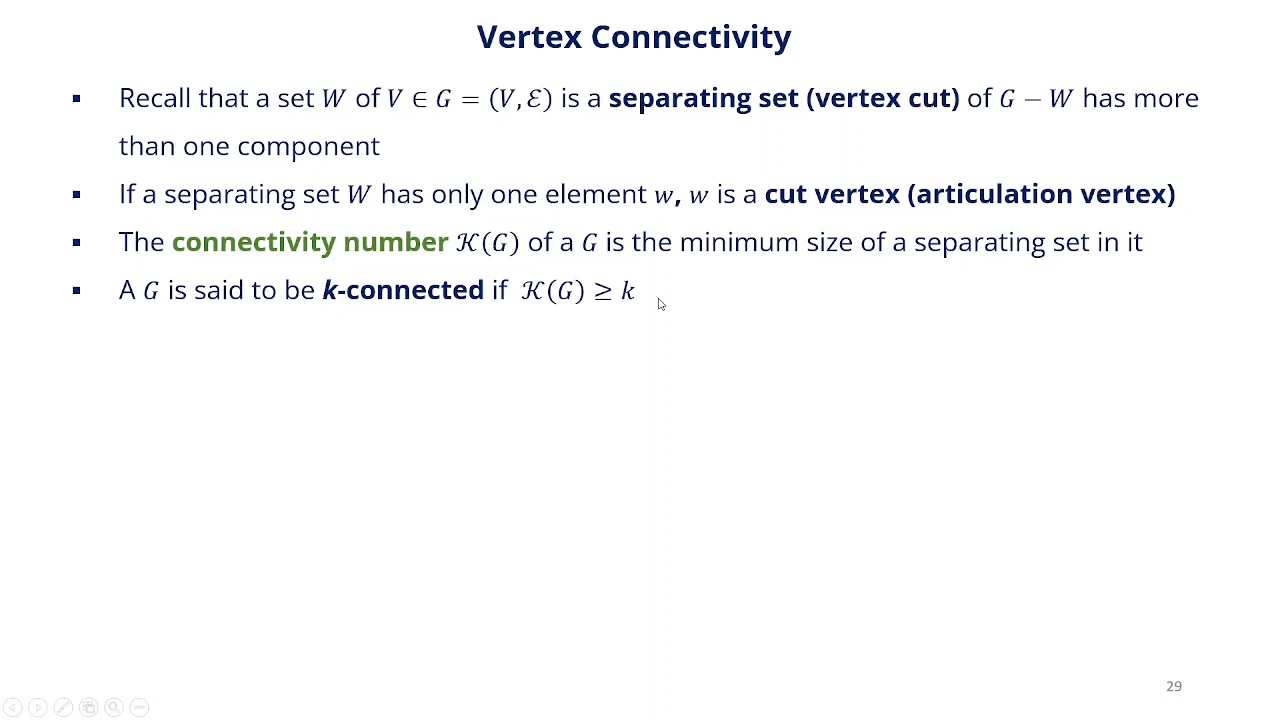 Vertex Connectivity
▪ Recall that a set W of V ∈ G = (V, ℰ) is a separating set (vertex cut) of G − W has more
than one component
▪ If a separating set W has only one element w, w is a cut vertex (articulation vertex)
▪ The connectivity number 𝒦(G) of a G is the minimum size of a separating set in it
▪ A G is said to be k-connected if 𝒦(G) ≥ k
29